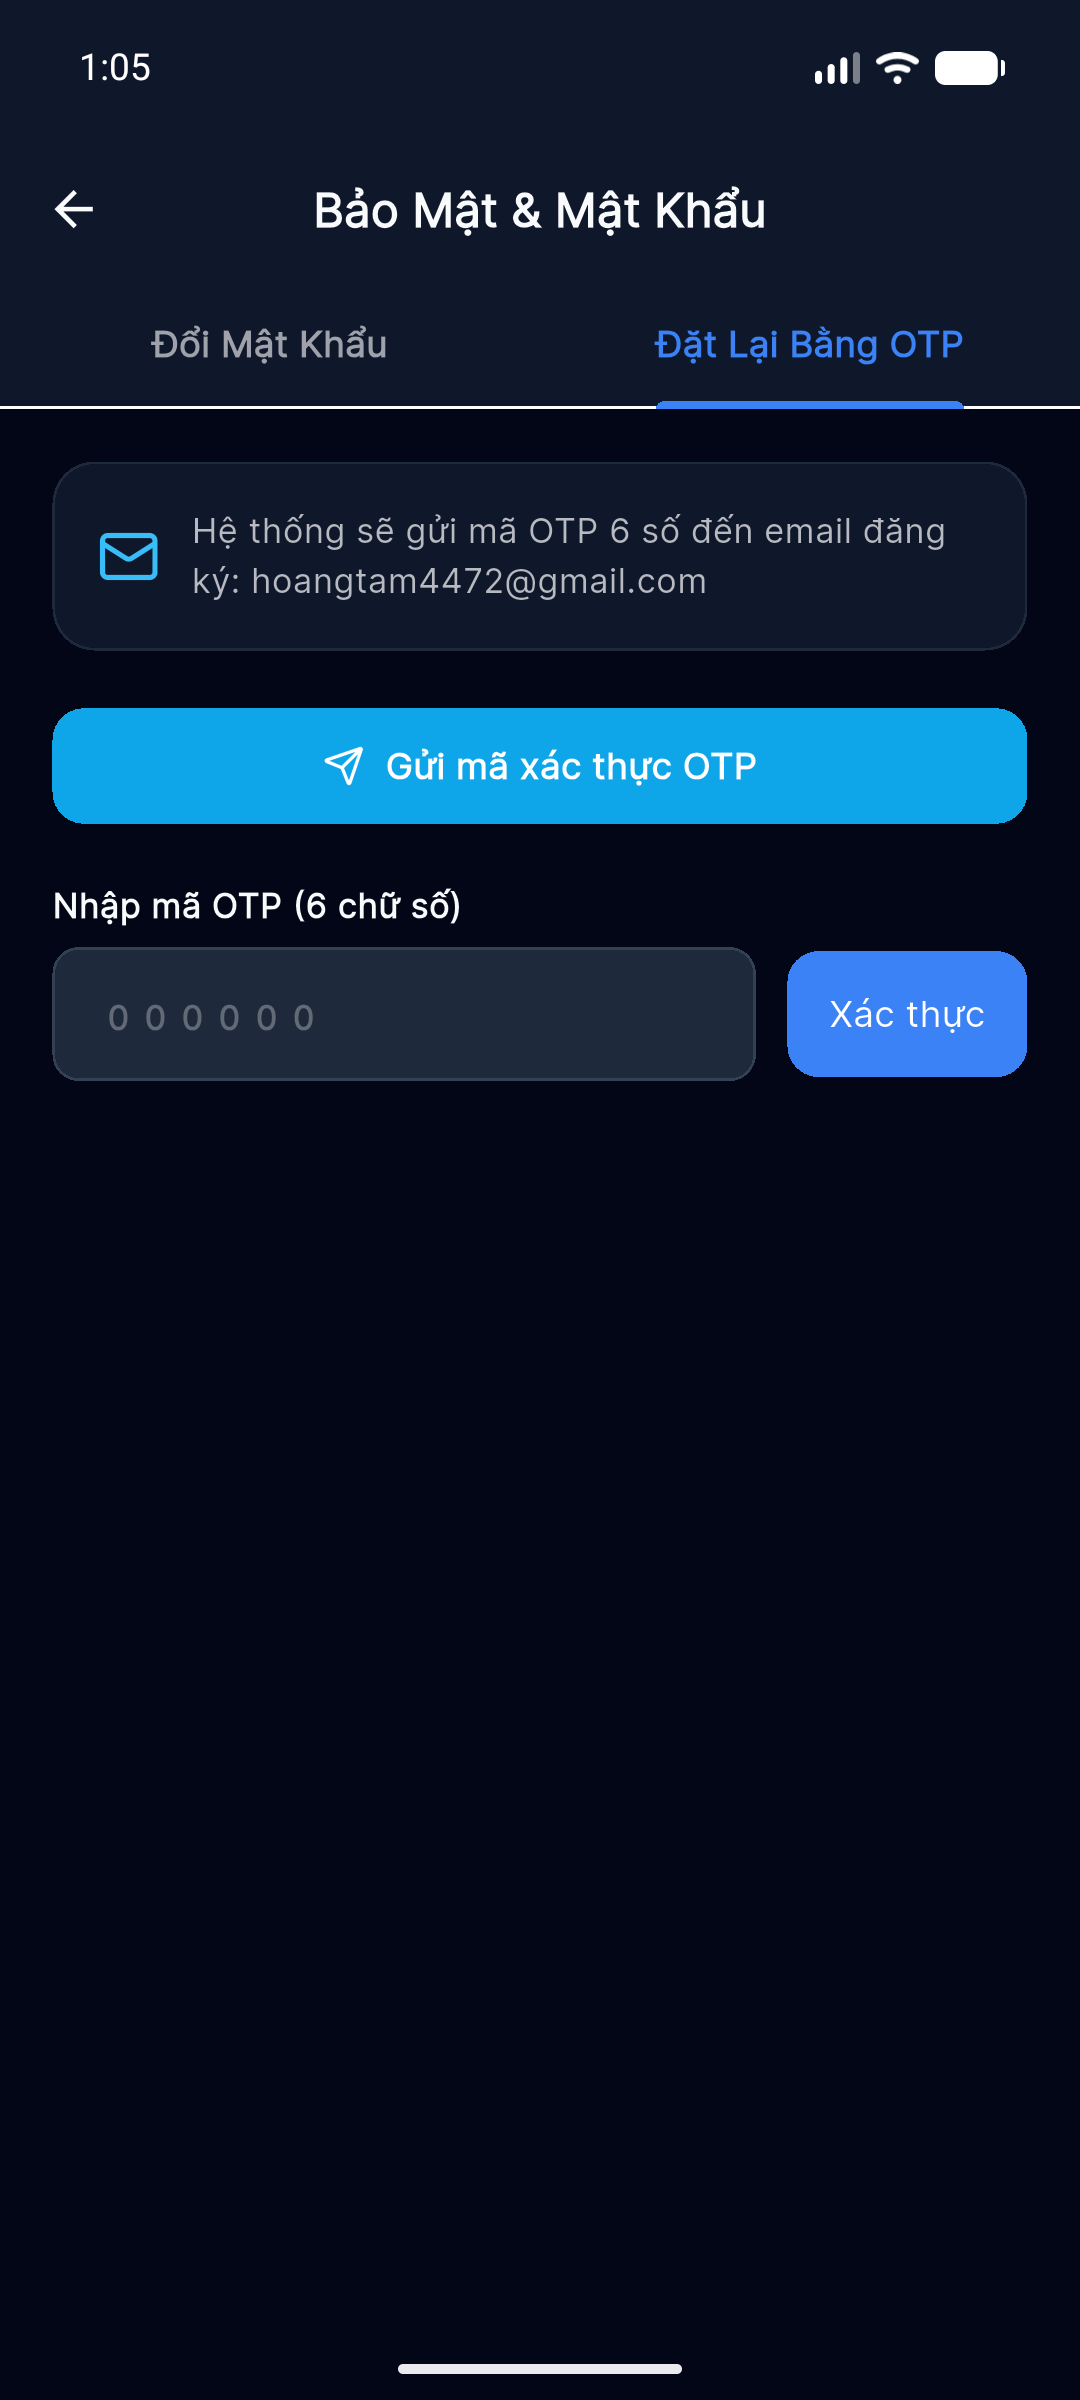 1:05
Bảo Mật & Mật Khẩu
Đổi Mật Khẩu
Đặt Lại Bằng OTP
Hệ thống sẽ gửi mã OTP 6 số đến email đăng
ký: hoangtam4472@gmail.com
Gửi mã xác thực OTP
Nhập mã OTP (6 chữ số)
0 0 0 0 0 0
Xác thực